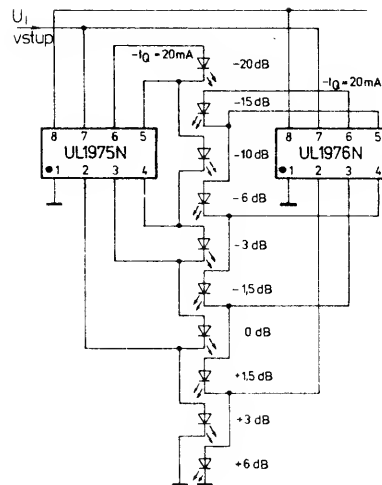 U₁
vstup
-I_Q = 20mA
-20 dB
-I_Q = 20mA
-15 dB
8 7 6 5
UL1975N
1 2 3 4
-10 dB
8 7 6 5
UL1976N
1 2 3 4
-6 dB
-3 dB
-1,5 dB
0 dB
+1,5 dB
+3 dB
+6 dB